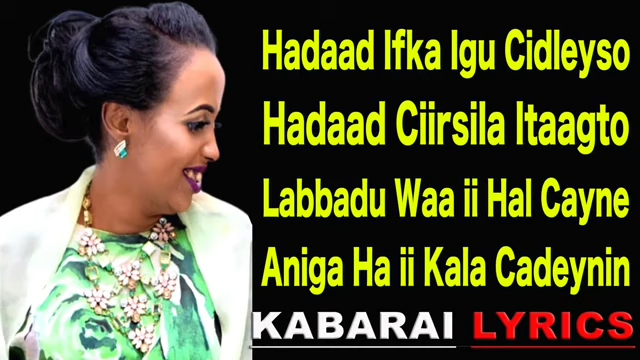 Hadaad Ifka Igu Cidleyso
Hadaad Ciirsila Itaagto
Labbadu Waa ii Hal Cayne
Aniga Ha ii Kala Cadeynin
KABARAI LYRICS